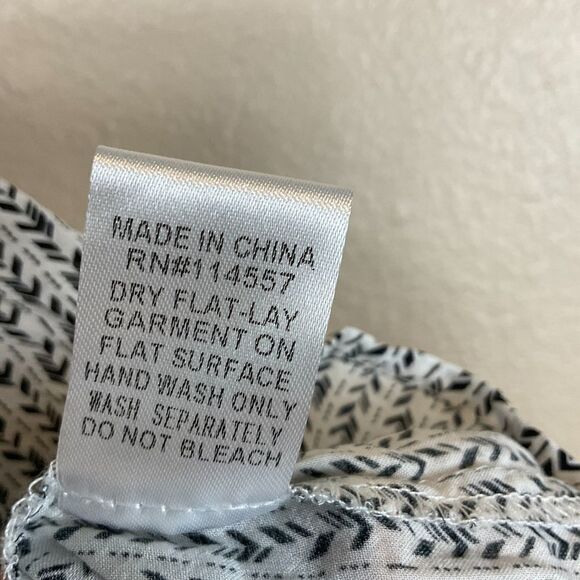 MADE IN CHINA
RN#114557
DRY FLAT-LAY
GARMENT ON
FLAT SURFACE
HAND WASH ONLY
WASH SEPARATELY
DO NOT BLEACH